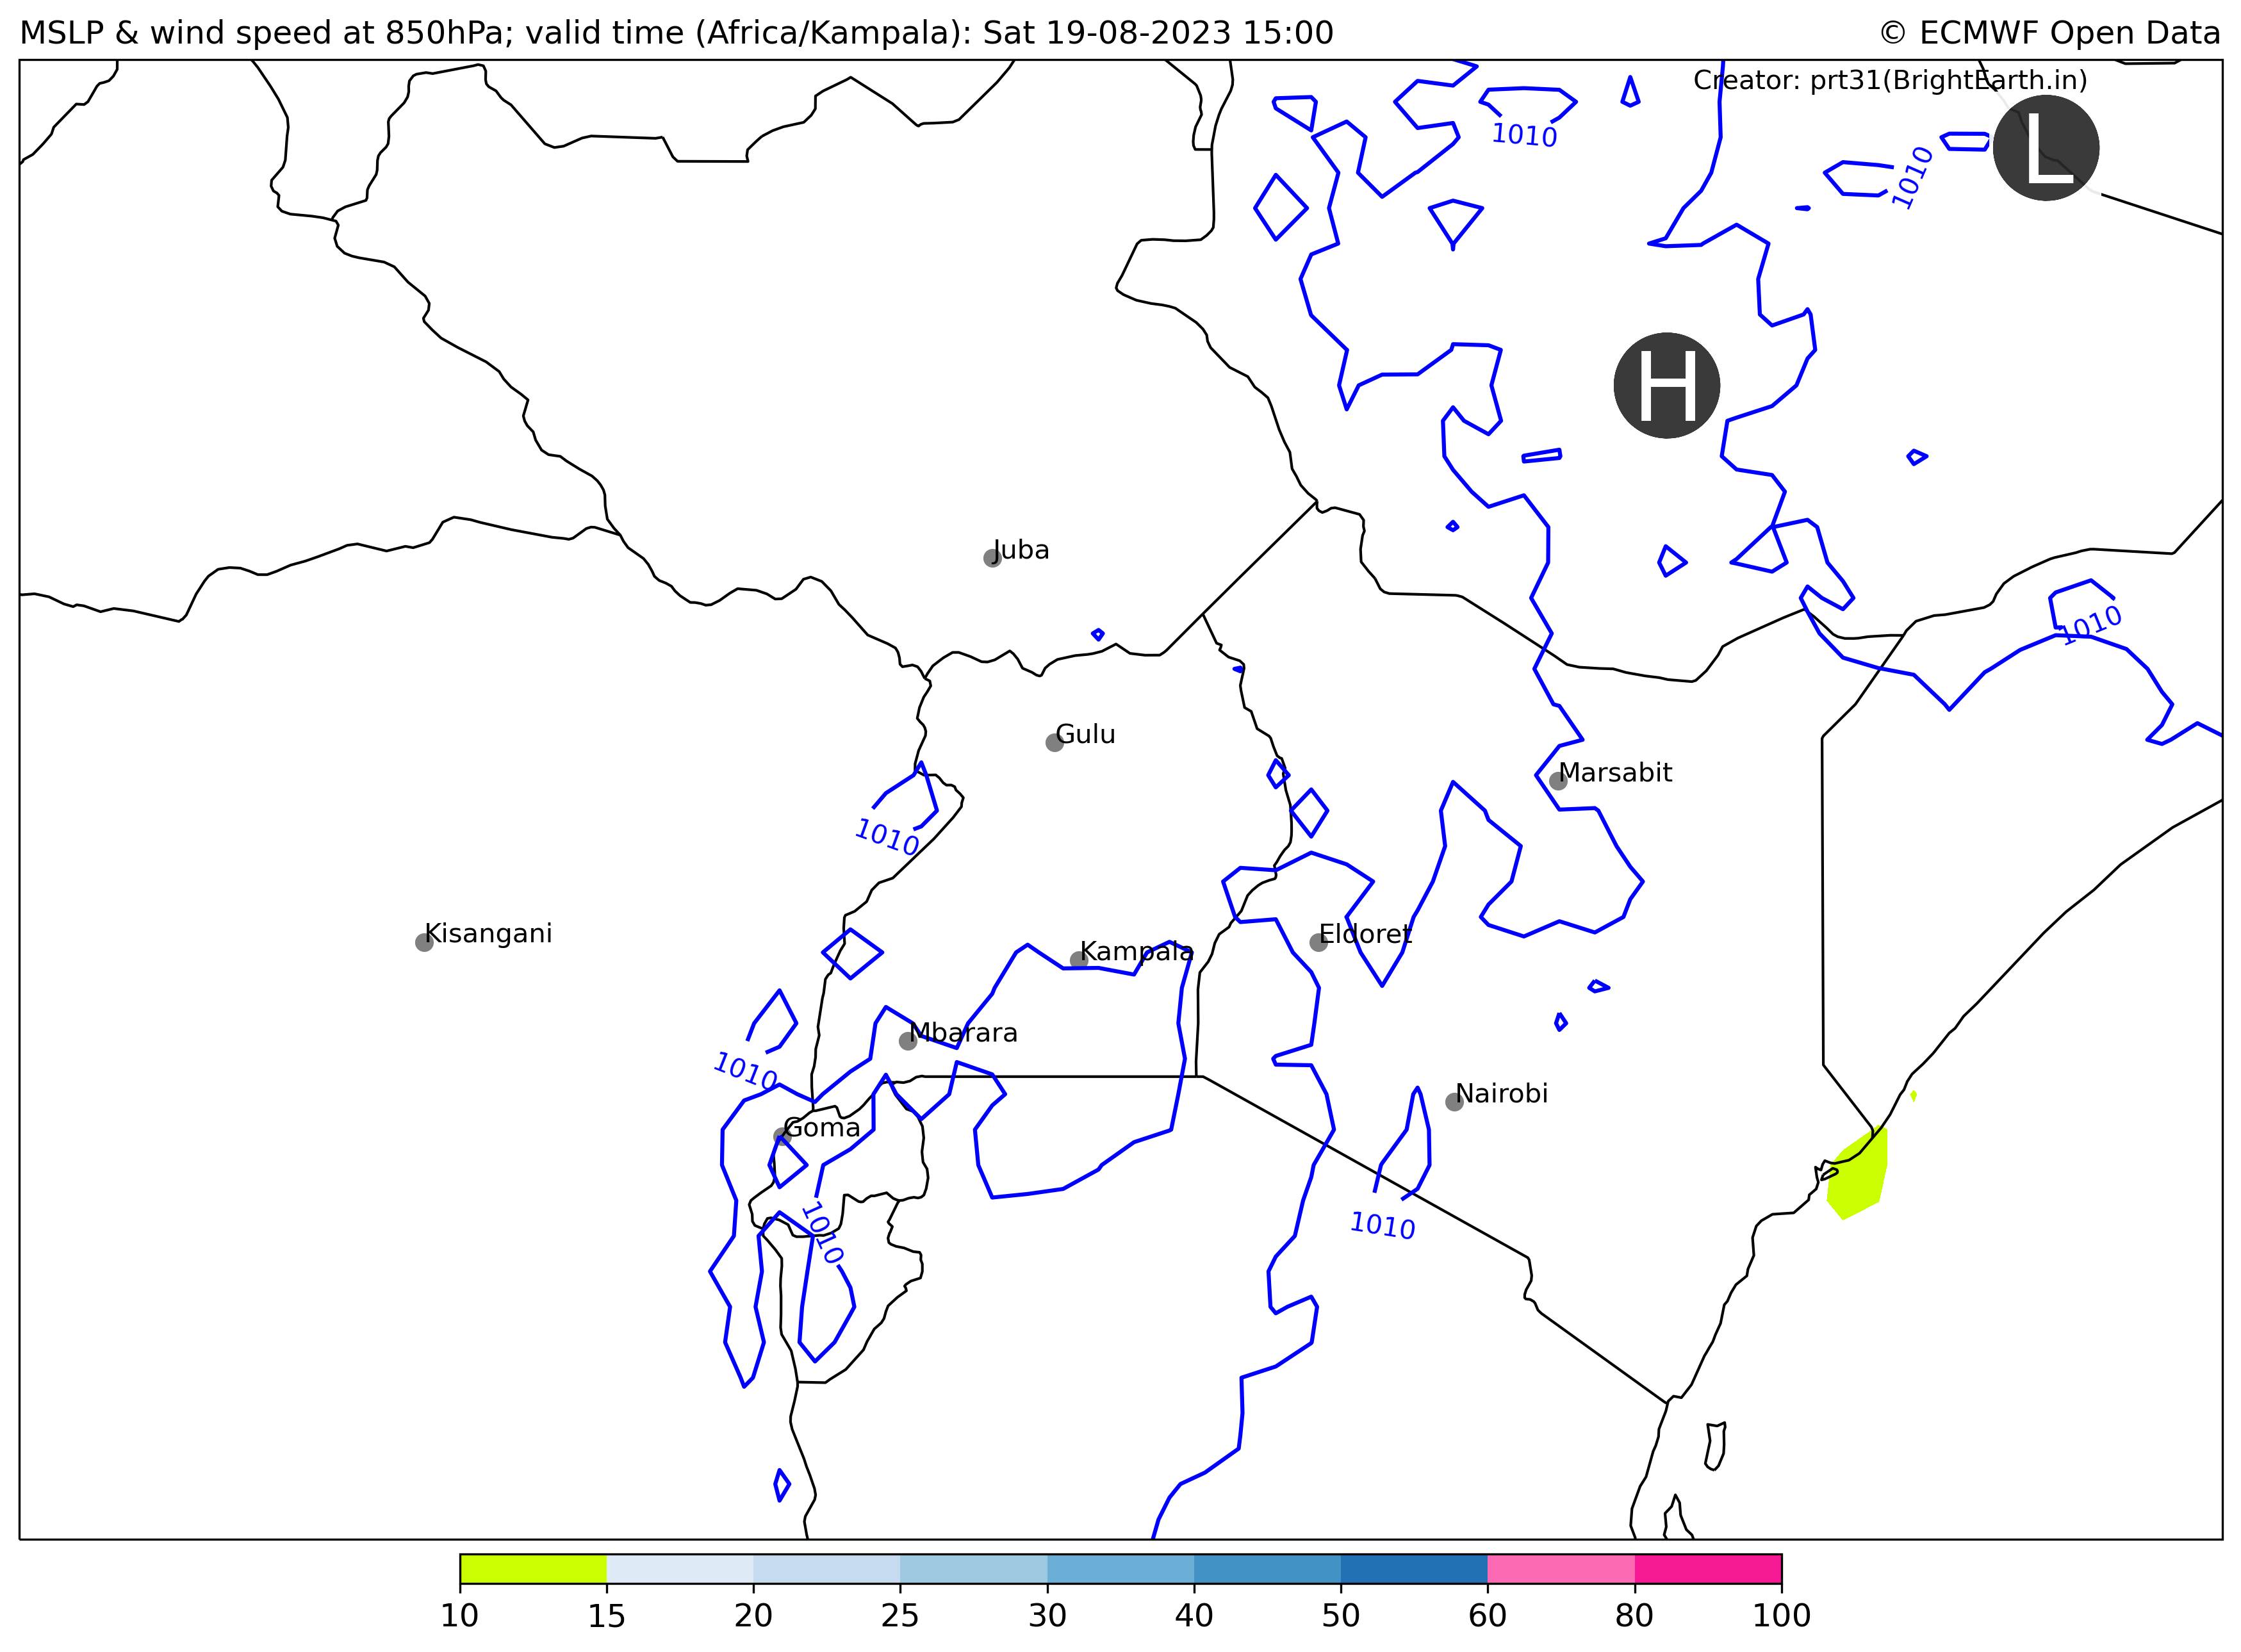 MSLP & wind speed at 850hPa; valid time (Africa/Kampala): Sat 19-08-2023 15:00
© ECMWF Open Data
Creator: prt31(BrightEarth.in)
1010
L
1010
H
Juba
1010
Gulu
Marsabit
1010
Kisangani
Eldoret
Kampala
Mbarara
1010
Nairobi
Goma
1010
1010
10 15 20 25 30 40 50 60 80 100